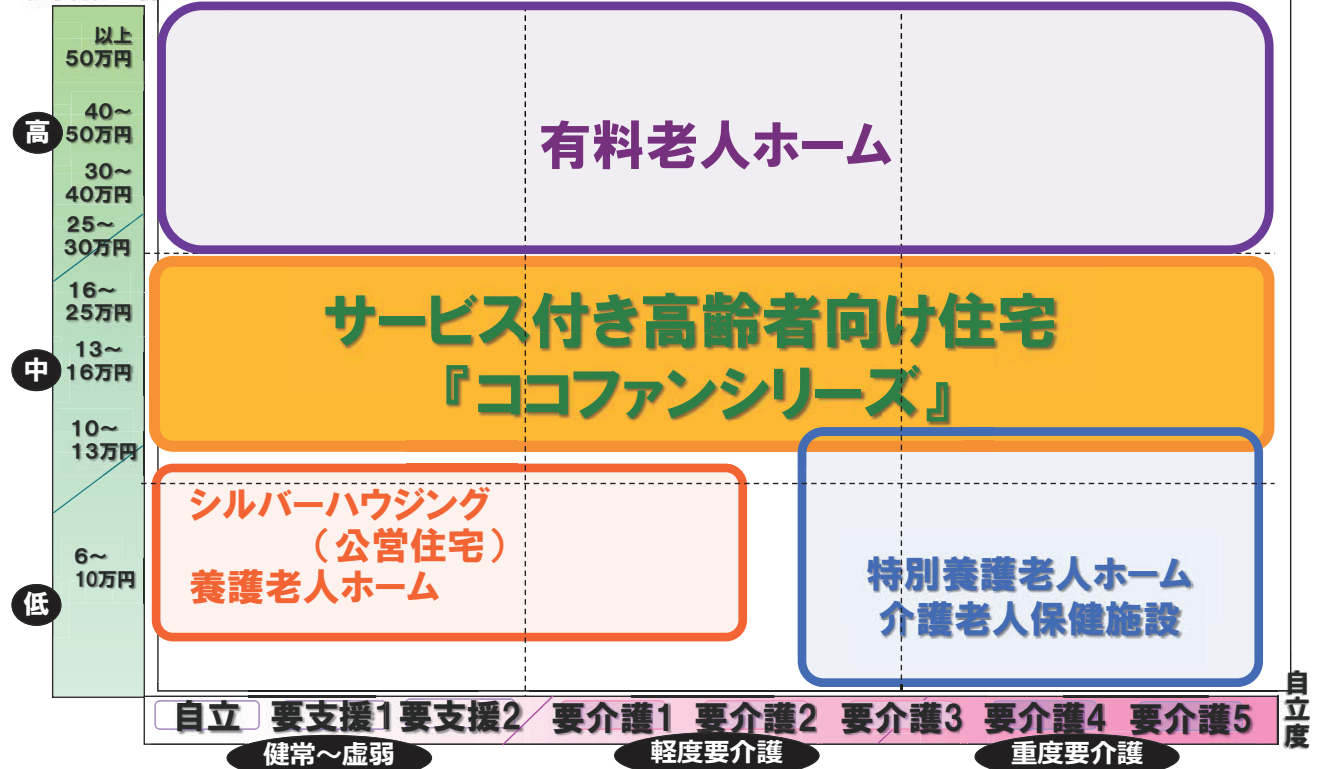 以上
50万円
40～
50万円
高
30～
40万円
25～
30万円
16～
25万円
13～
16万円
中
10～
13万円
6～
10万円
低
有料老人ホーム
サービス付き高齢者向け住宅
『ココファンシリーズ』
シルバーハウジング
（公営住宅）
養護老人ホーム
特別養護老人ホーム
介護老人保健施設
自立 要支援1 要支援2 要介護1 要介護2 要介護3 要介護4 要介護5
自立度
健常～虚弱 軽度要介護 重度要介護